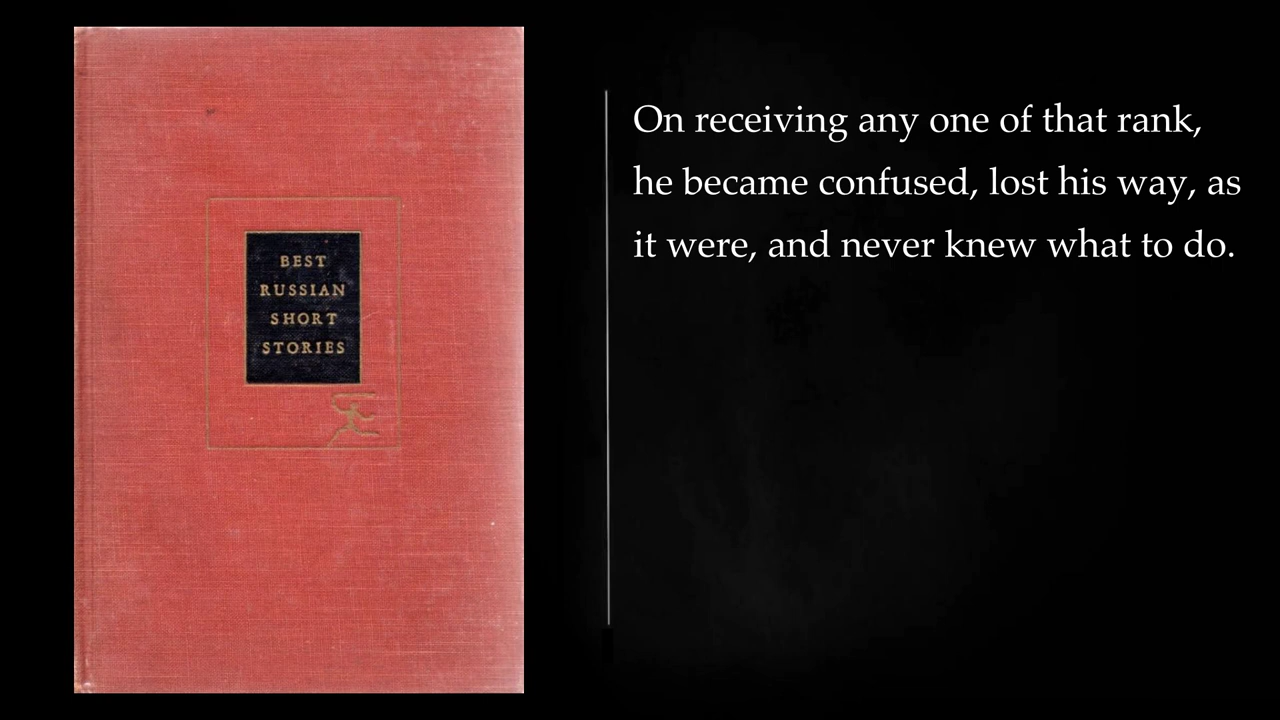 BEST
RUSSIAN
SHORT
STORIES
On receiving any one of that rank,
he became confused, lost his way, as
it were, and never knew what to do.